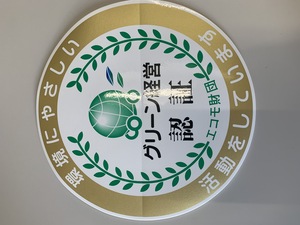 環境にやさしい
グリーン経営
認証
エコモ財団
活動をしています